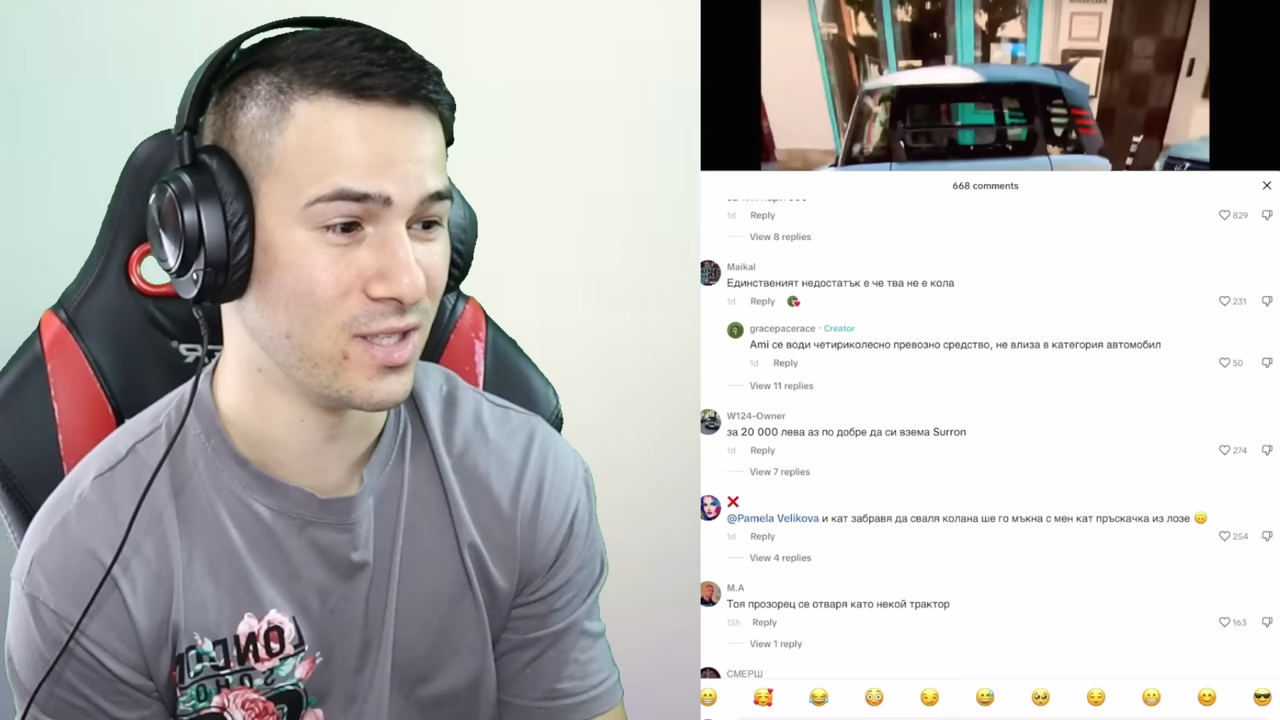 668 comments
1d Reply 829
View 8 replies
Maikal
Единственият недостатък е че тва не е кола
1d Reply 231
gracepacerace · Creator
Ami се води четириколесно превозно средство, не влиза в категория автомобил
1d Reply 50
View 11 replies
W124-Owner
за 20 000 лева аз по добре да си взема Surron
1d Reply 274
View 7 replies
@Pamela Velikova и кат забравя да сваля колана ше го мъкна с мен кат пръскачка из лозе
1d Reply 254
View 4 replies
M.A
Тоя прозорец се отваря като некой трактор
15h Reply 163
View 1 reply
СМЕРШ
LONDON
SOHO